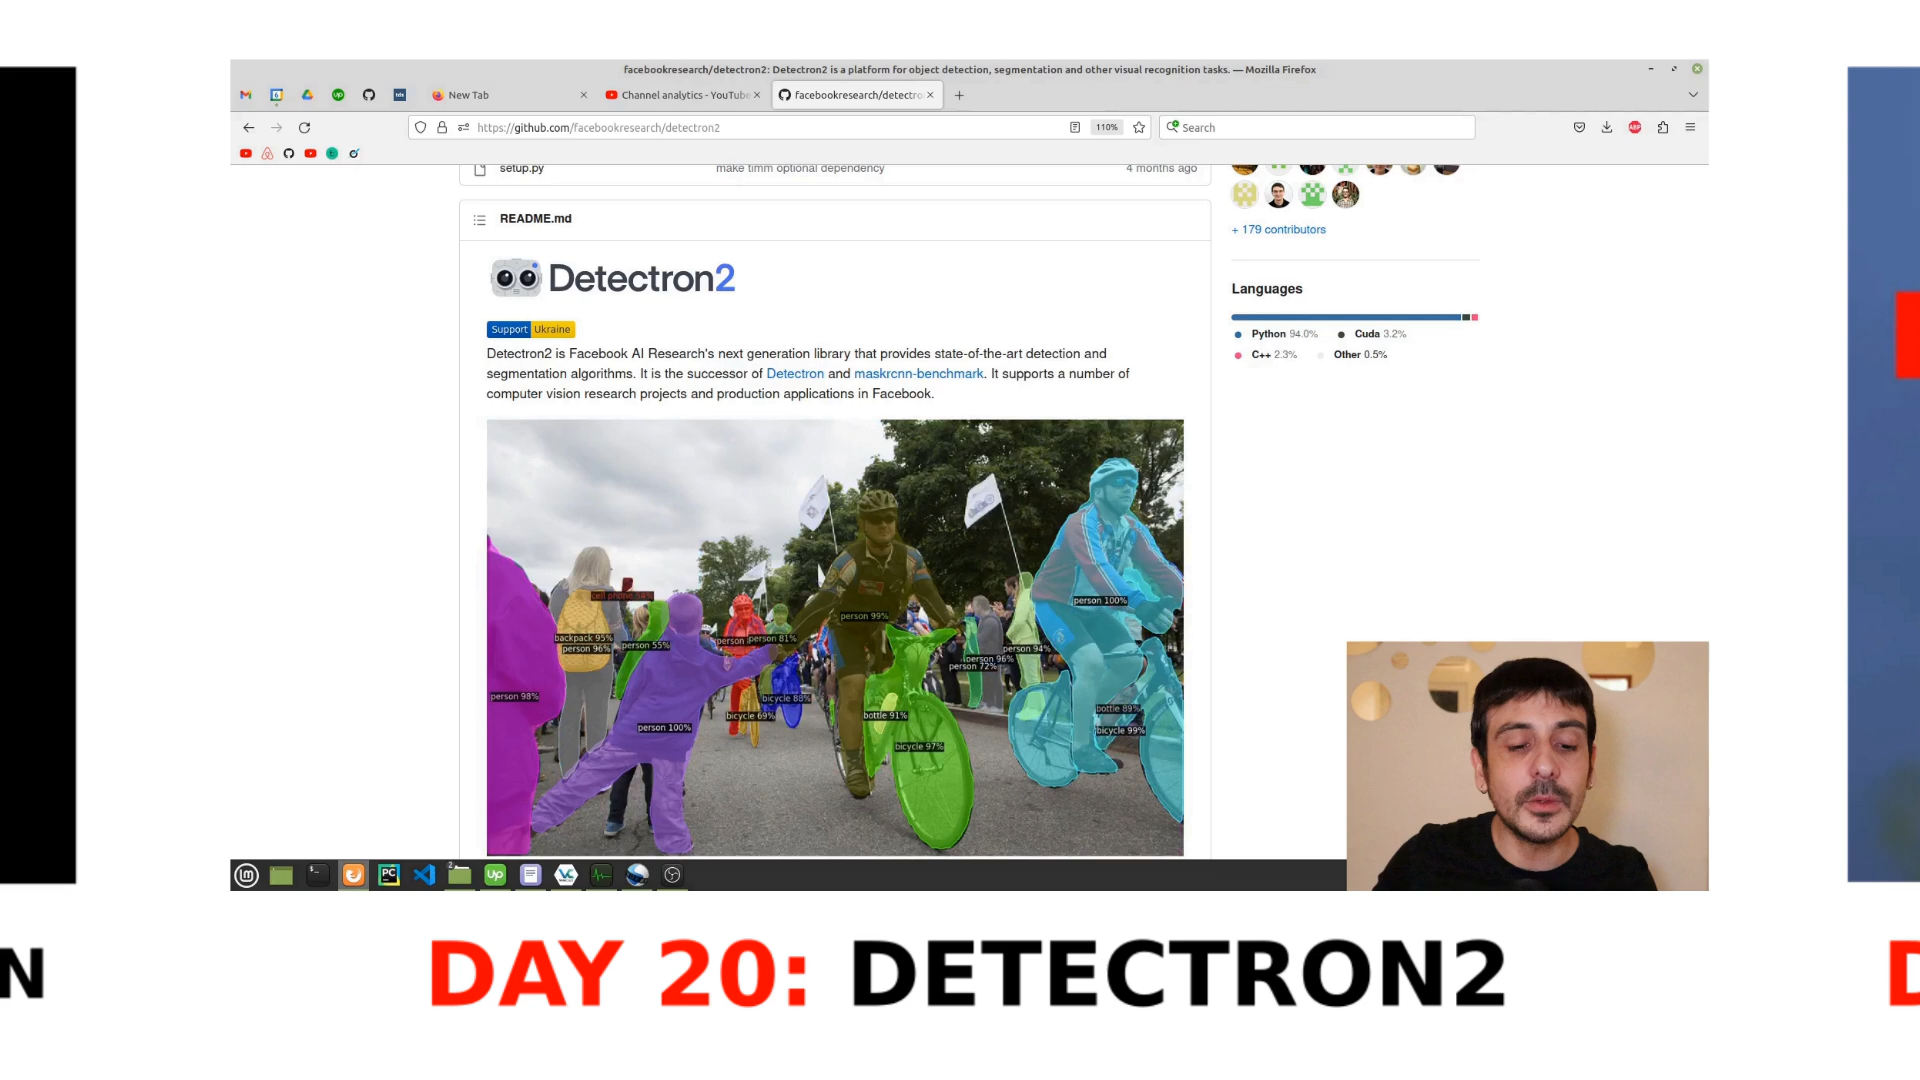 facebookresearch/detectron2: Detectron2 is a platform for object detection, segmentation and other visual recognition tasks. — Mozilla Firefox
New Tab
Channel analytics - YouTube
facebookresearch/detectro
https://github.com/facebookresearch/detectron2
110%
Search
setup.py
make timm optional dependency
4 months ago
README.md
+ 179 contributors
Detectron2
Languages
Python 94.0%
Cuda 3.2%
C++ 2.3%
Other 0.5%
Support Ukraine
Detectron2 is Facebook AI Research's next generation library that provides state-of-the-art detection and
segmentation algorithms. It is the successor of Detectron and maskrcnn-benchmark. It supports a number of
computer vision research projects and production applications in Facebook.
cell phone
person 100%
person 99%
backpack 95%
person 96%
person 55%
person
person 81%
person 94%
person 96%
person 72%
person 98%
bicycle 88%
bicycle 69%
person 100%
bottle 91%
bottle 89%
bicycle 99%
bicycle 97%
N
DAY 20: DETECTRON2
D